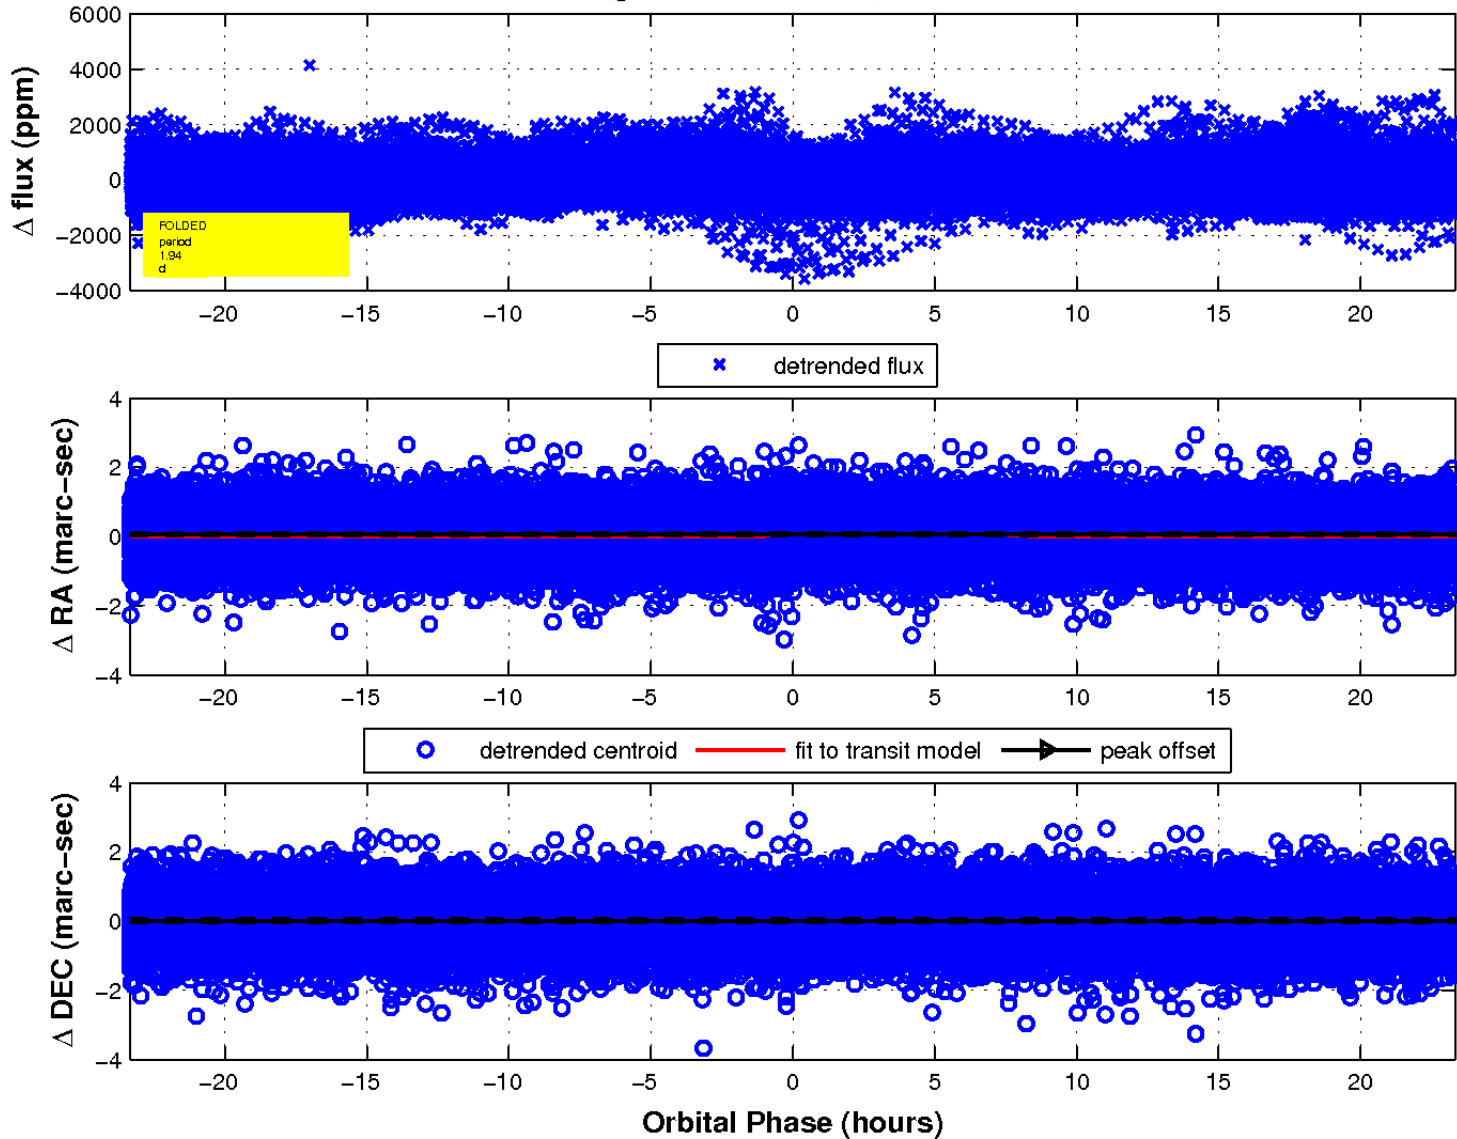 6000
4000
2000
0
−2000
−4000
Δ flux (ppm)
FOLDED
period
1.94
d
−20 −15 −10 −5 0 5 10 15 20
detrended flux
4
2
0
−2
−4
Δ RA (marc−sec)
−20 −15 −10 −5 0 5 10 15 20
detrended centroid fit to transit model peak offset
4
2
0
−2
−4
Δ DEC (marc−sec)
−20 −15 −10 −5 0 5 10 15 20
Orbital Phase (hours)